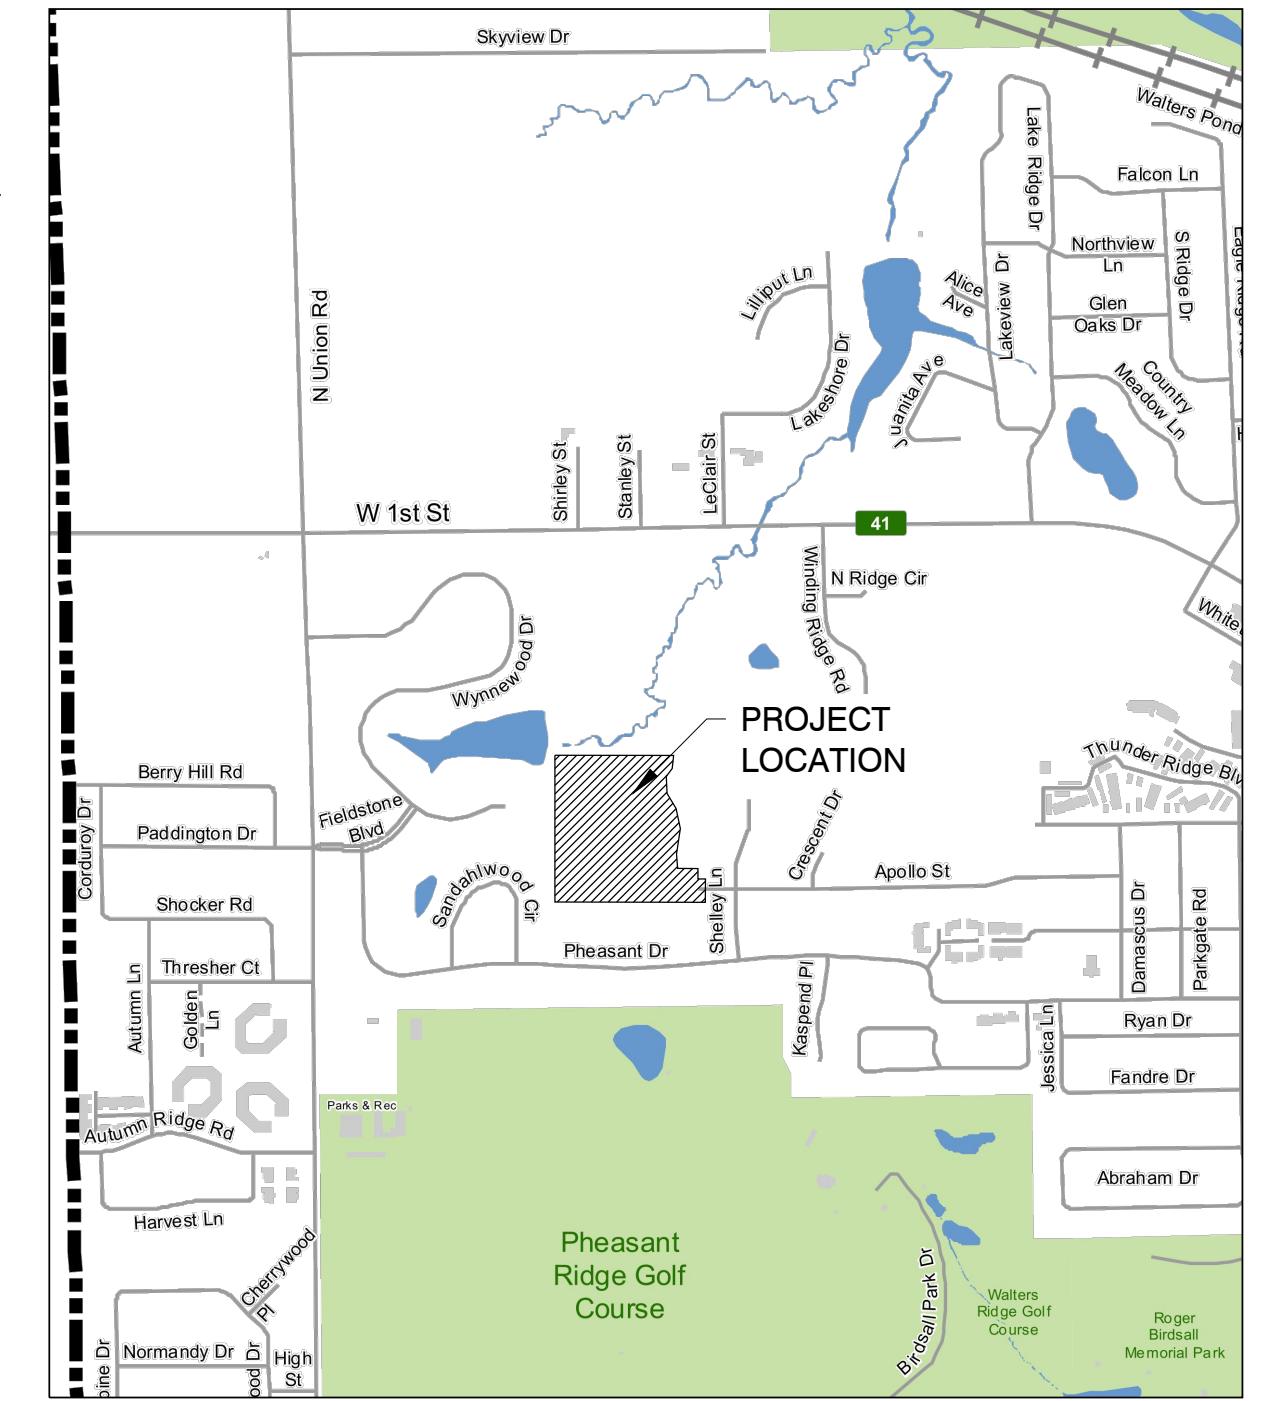 Skyview Dr
Walters Pond
Lake Ridge Dr
Falcon Ln
Northview
Ln
S Ridge Dr
Lilliput Ln
Alice
Ave
Lakeview Dr
Glen
Oaks Dr
N Union Rd
Lakeshore Dr
Juanita Ave
Country
Meadow Ln
Shirley St
Stanley St
LeClair St
W 1st St
41
Winding Ridge Rd
N Ridge Cir
Wynnewood Dr
PROJECT
LOCATION
Thunder Ridge Blv
Berry Hill Rd
Corduroy Dr
Paddington Dr
Fieldstone
Blvd
Crescent Dr
Apollo St
Sandahlwood Cir
Shelley Ln
Shocker Rd
Damascus Dr
Parkgate Rd
Pheasant Dr
Thresher Ct
Autumn Ln
Golden
Ln
Kaspend Pl
Jessica Ln
Ryan Dr
Fandre Dr
Parks & Rec
Autumn Ridge Rd
Abraham Dr
Harvest Ln
Cherrywood
Pl
Pheasant
Ridge Golf
Course
Birdsall Park Dr
Walters
Ridge Golf
Course
Roger
Birdsall
Memorial Park
Normandy Dr
High
St
pine Dr
ood Dr